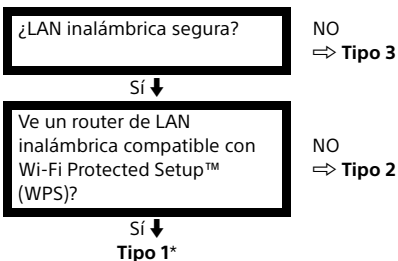 ¿LAN inalámbrica segura?
NO
⇨ Tipo 3
Sí ⬇
Ve un router de LAN
inalámbrica compatible con
Wi-Fi Protected Setup™
(WPS)?
NO
⇨ Tipo 2
Sí ⬇
Tipo 1*